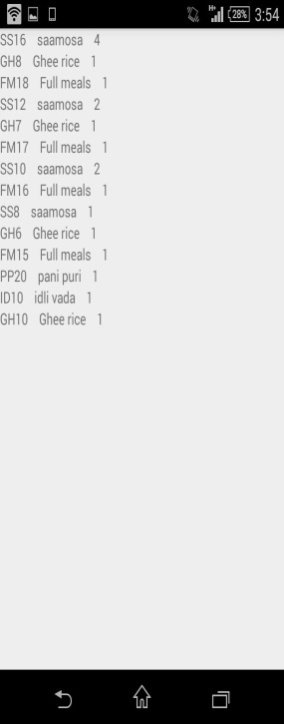 H+ 28% 3:54
SS16 saamosa 4
GH8 Ghee rice 1
FM18 Full meals 1
SS12 saamosa 2
GH7 Ghee rice 1
FM17 Full meals 1
SS10 saamosa 2
FM16 Full meals 1
SS8 saamosa 1
GH6 Ghee rice 1
FM15 Full meals 1
PP20 pani puri 1
ID10 idli vada 1
GH10 Ghee rice 1